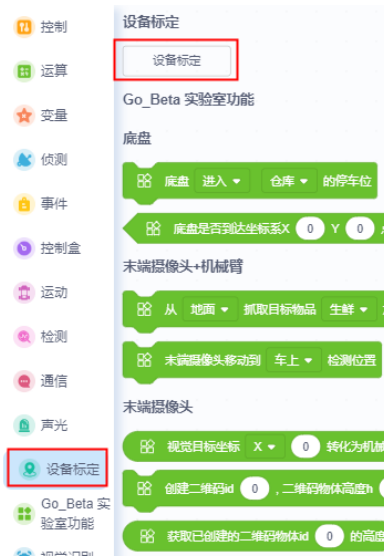 控制
运算
变量
侦测
事件
控制盒
运动
检测
通信
声光
设备标定
Go_Beta 实
验室功能
设备标定
设备标定
Go_Beta 实验室功能
底盘
底盘 进入 仓库 的停车位
底盘是否到达坐标系X 0 Y 0
末端摄像头+机械臂
从 地面 抓取目标物品 生鲜
末端摄像头移动到 车上 检测位置
末端摄像头
视觉目标坐标 X 0 转化为机械
创建二维码id 0 , 二维码物体高度h
获取已创建的二维码物体id 0 的高度